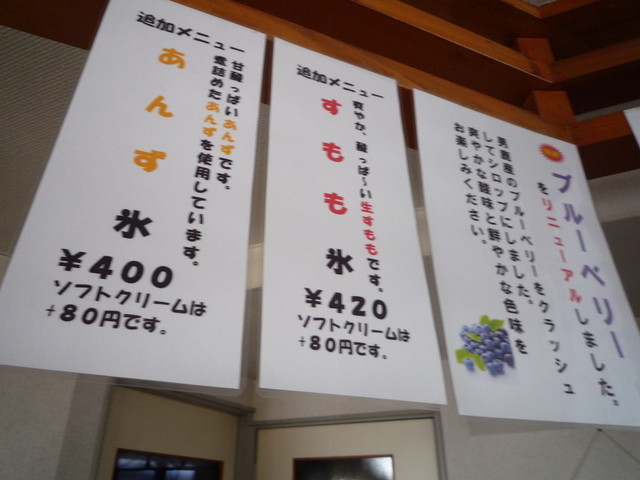 追加メニュー
甘酸っぱいあんずです。
煮詰めたあんずを使用しています。
あんず氷
¥400
ソフトクリームは
+80円です。
追加メニュー
爽やか、酸っぱ～い生すももです。
すもも氷
¥420
ソフトクリームは
+80円です。
ブルーベリー
をリニューアルしました。
男鹿産のブルーベリーをクラッシュ
してシロップにしました。
爽やかな酸味と鮮やかな色味を
お楽しみください。